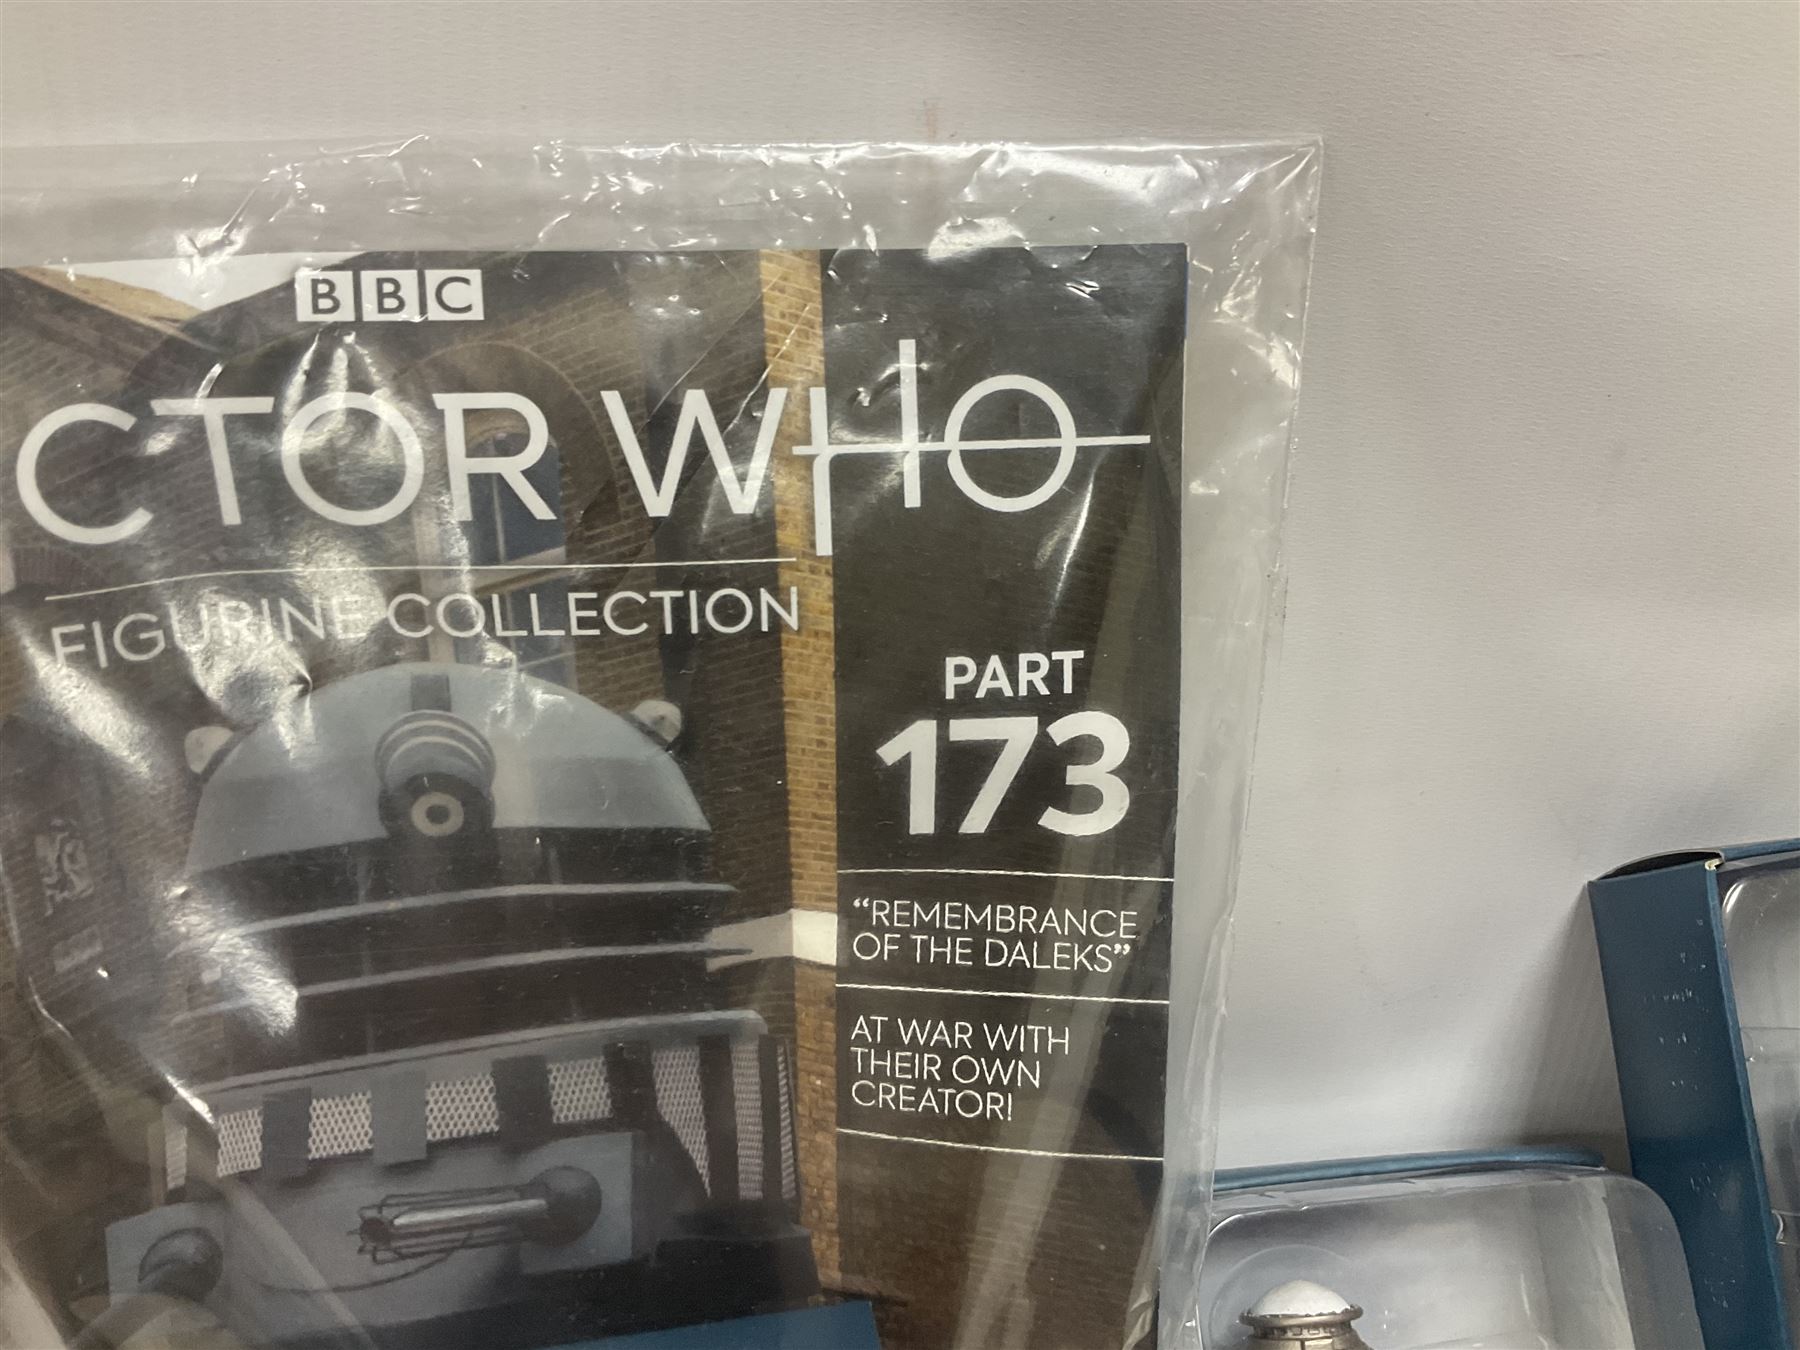 BBC
CTOR WHO
FIGURINE COLLECTION
PART
173
“REMEMBRANCE
OF THE DALEKS”
AT WAR WITH
THEIR OWN
CREATOR!